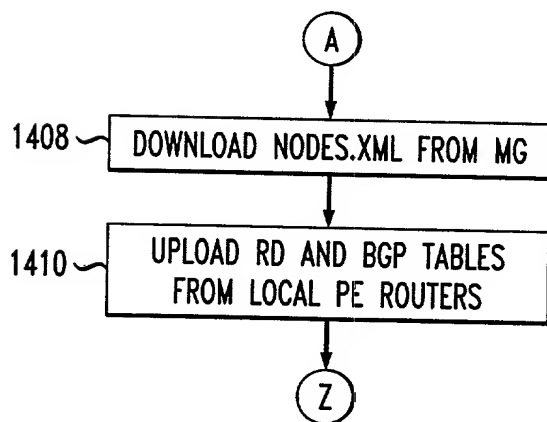 A
1408 DOWNLOAD NODES.XML FROM MG
1410 UPLOAD RD AND BGP TABLES
FROM LOCAL PE ROUTERS
Z